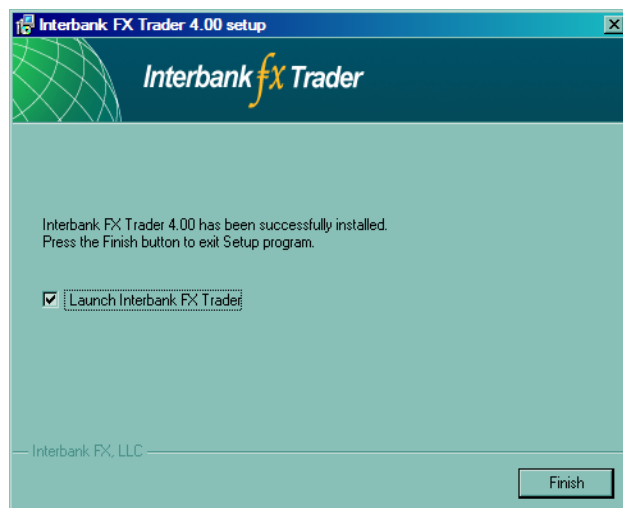 Interbank FX Trader 4.00 setup
Interbank fx Trader
Interbank FX Trader 4.00 has been successfully installed.
Press the Finish button to exit Setup program.
Launch Interbank FX Trader
Interbank FX, LLC
Finish